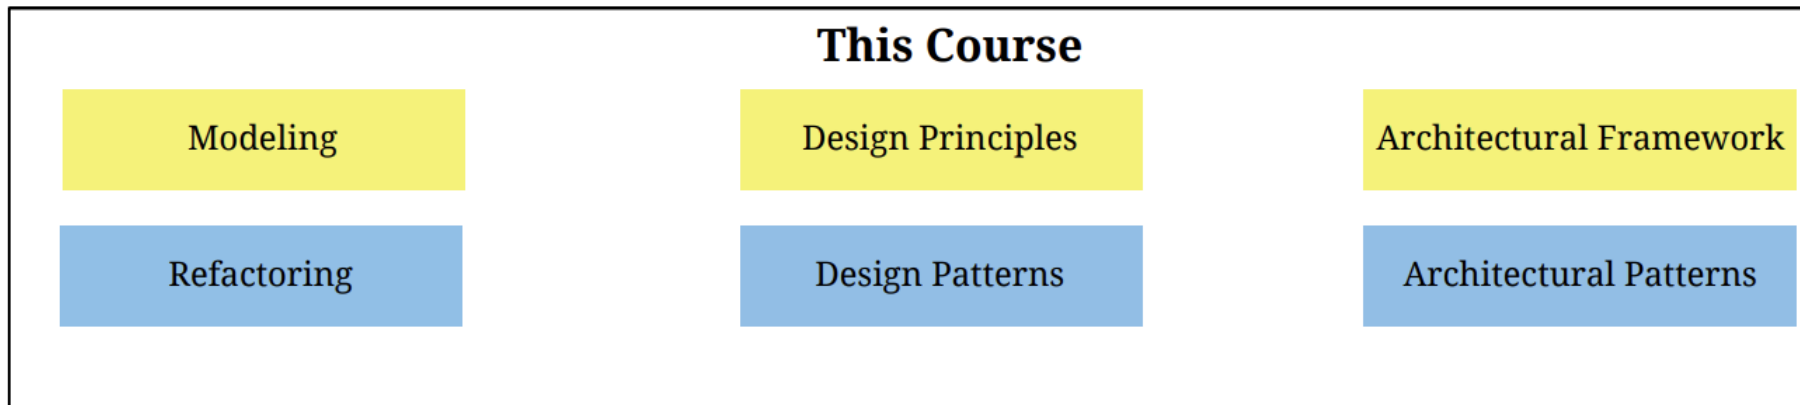 This Course
Modeling
Design Principles
Architectural Framework
Refactoring
Design Patterns
Architectural Patterns